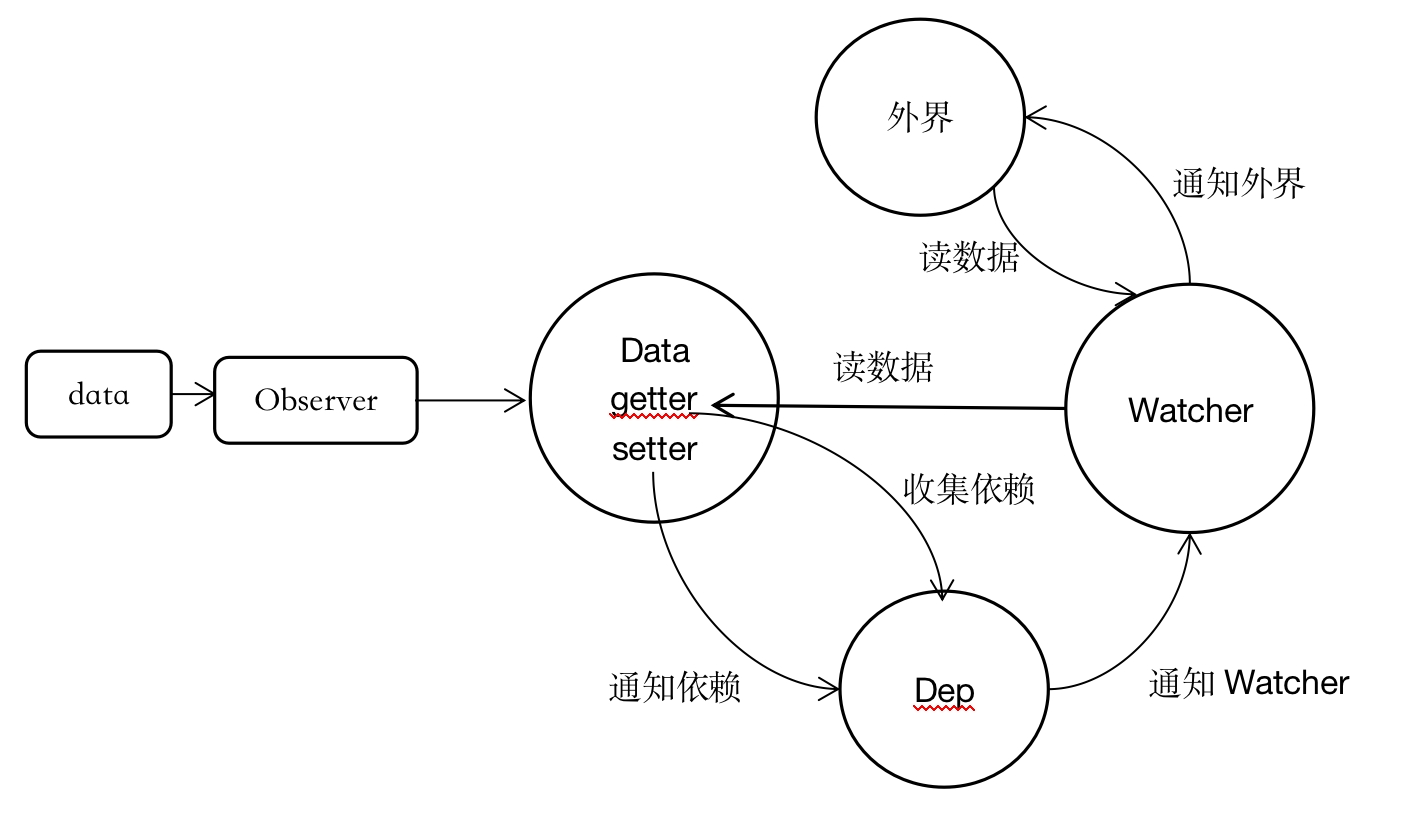 外界
通知外界
读数据
Data
读数据
data
Observer
getter
Watcher
setter
收集依赖
通知依赖
Dep
通知 Watcher